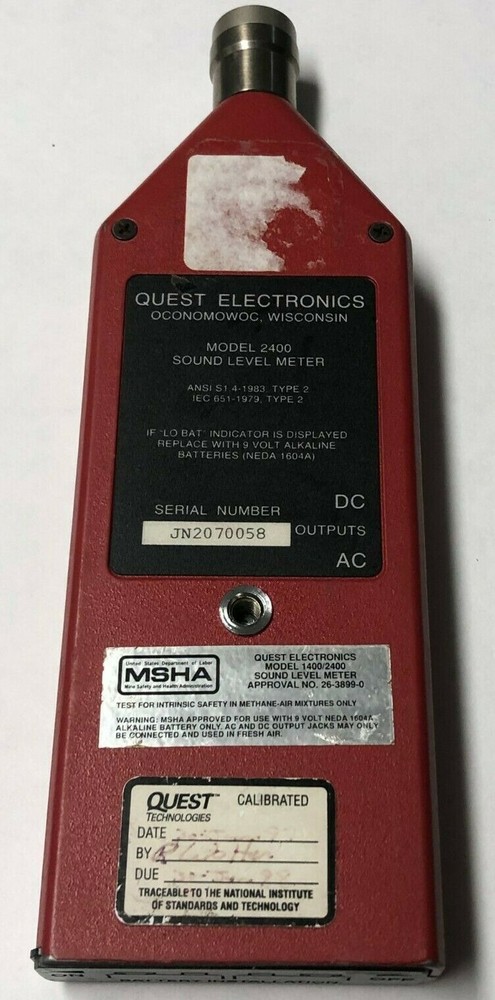 QUEST ELECTRONICS
OCONOMOWOC, WISCONSIN
MODEL 2400
SOUND LEVEL METER
ANSI S1.4-1983, TYPE 2
IEC 651-1979, TYPE 2
IF "LO BAT" INDICATOR IS DISPLAYED
REPLACE WITH 9 VOLT ALKALINE
BATTERIES (NEDA 1604A)
SERIAL NUMBER
JN2070058
DC
OUTPUTS
AC
United States Department of Labor
MSHA
Mine Safety and Health Administration
QUEST ELECTRONICS
MODEL 1400/2400
SOUND LEVEL METER
APPROVAL NO. 26-3899-0
TEST FOR INTRINSIC SAFETY IN METHANE-AIR MIXTURES ONLY
WARNING: MSHA APPROVED FOR USE WITH 9 VOLT NEDA 1604A
ALKALINE BATTERY ONLY. AC AND DC OUTPUT JACKS MAY ONLY
BE CONNECTED AND USED IN FRESH AIR.
QUEST™ CALIBRATED
TECHNOLOGIES
DATE
BY
DUE
TRACEABLE TO THE NATIONAL INSTITUTE
OF STANDARDS AND TECHNOLOGY
ON OFF
BATTERY INSTALLATION